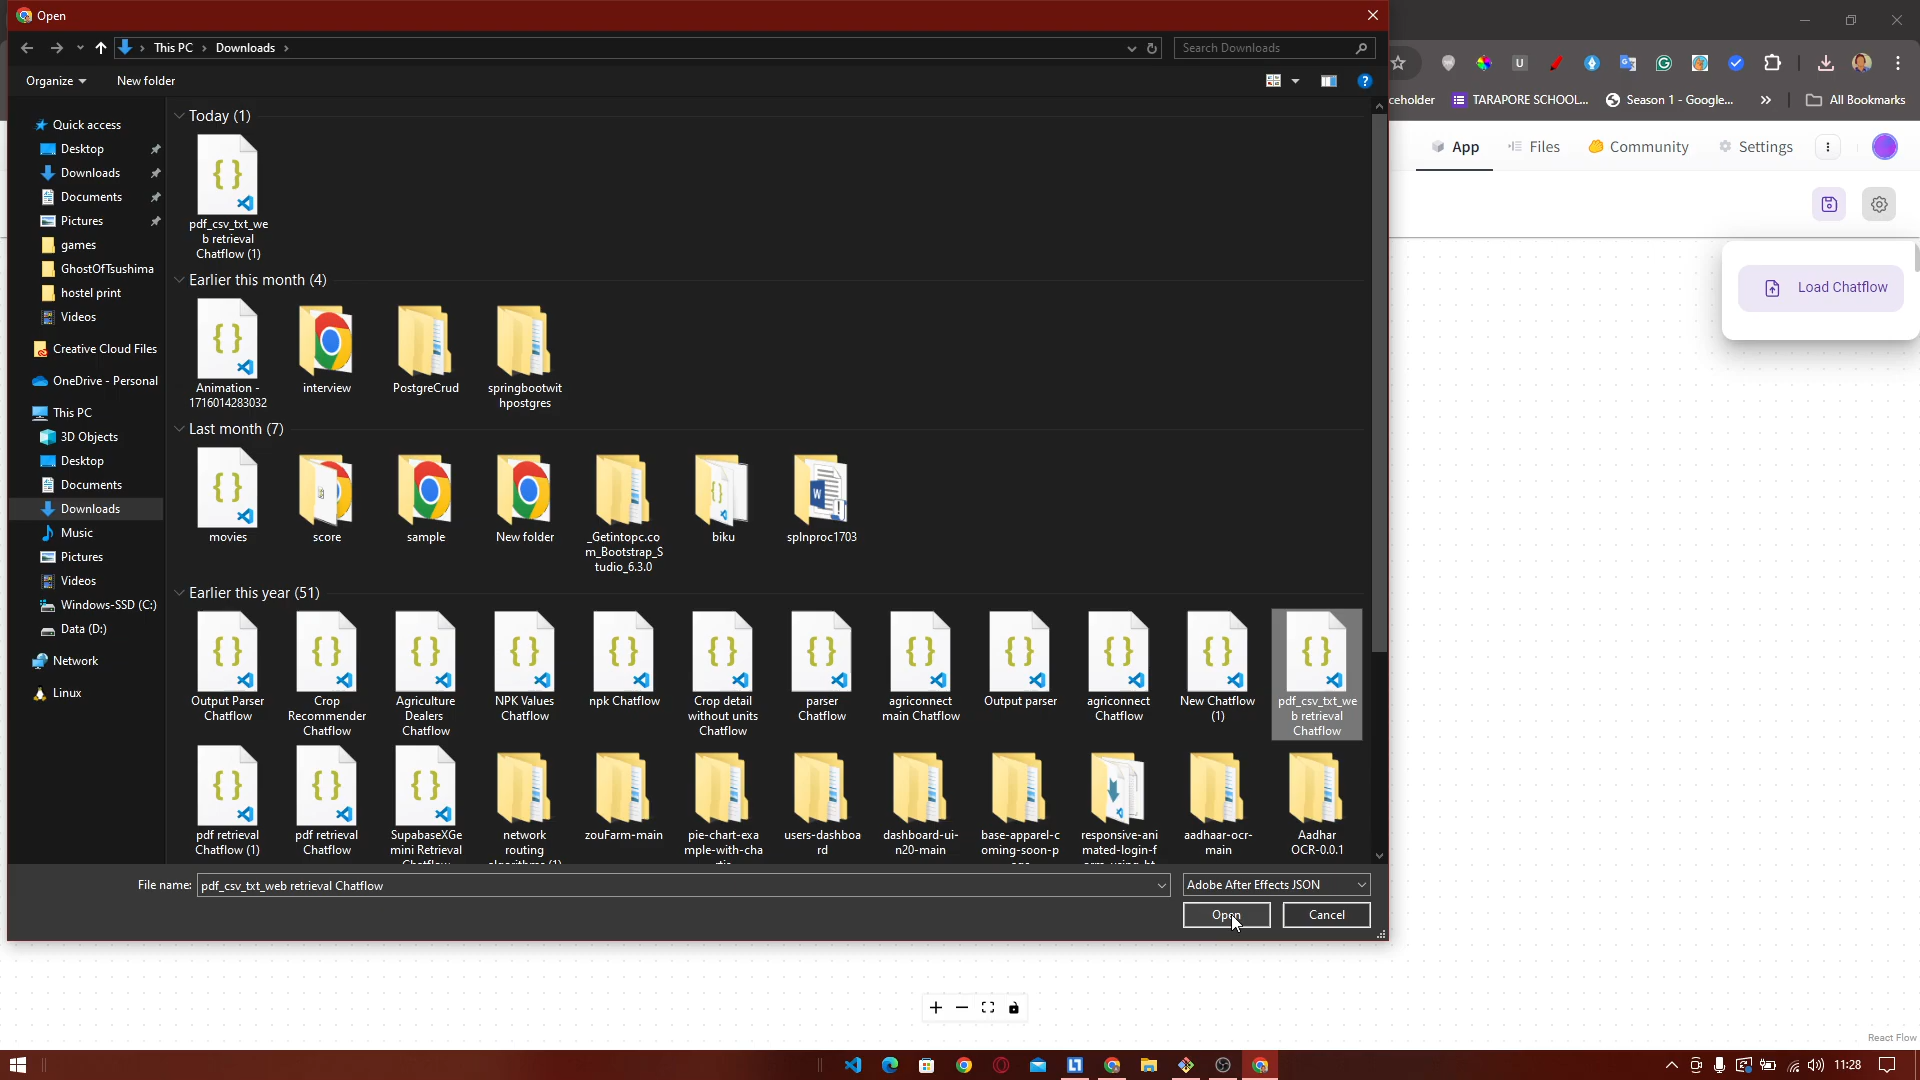 Open
This PC
Downloads
Search Downloads
Organize
New folder
Quick access
Desktop
Downloads
Documents
Pictures
games
GhostOfTsushima
hostel print
Videos
Creative Cloud Files
OneDrive - Personal
This PC
3D Objects
Desktop
Documents
Downloads
Music
Pictures
Videos
Windows-SSD (C:)
Data (D:)
Network
Linux
Today (1)
pdf_csv_txt_we
b retrieval
Chatflow (1)
Earlier this month (4)
Animation -
1716014283032
interview
PostgreCrud
springbootwit
hpostgres
Last month (7)
movies
score
sample
New folder
_Getintopc.co
m_Bootstrap_S
tudio_6.3.0
biku
splnproc1703
Earlier this year (51)
Output Parser
Chatflow
Crop
Recommender
Chatflow
Agriculture
Dealers
Chatflow
NPK Values
Chatflow
npk Chatflow
Crop detail
without units
Chatflow
parser
Chatflow
agriconnect
main Chatflow
Output parser
agriconnect
Chatflow
New Chatflow
(1)
pdf_csv_txt_we
b retrieval
Chatflow
pdf retrieval
Chatflow (1)
pdf retrieval
Chatflow
SupabaseXGe
mini Retrieval
network
routing
zouFarm-main
pie-chart-exa
mple-with-cha
users-dashboa
rd
dashboard-ui-
n20-main
base-apparel-c
oming-soon-p
responsive-ani
mated-login-f
aadhaar-ocr-
main
Aadhar
OCR-0.0.1
File name:
pdf_csv_txt_web retrieval Chatflow
Adobe After Effects JSON
Open
Cancel
ceholder
TARAPORE SCHOOL...
Season 1 - Google...
»
All Bookmarks
App
Files
Community
Settings
Load Chatflow
React Flow
11:28